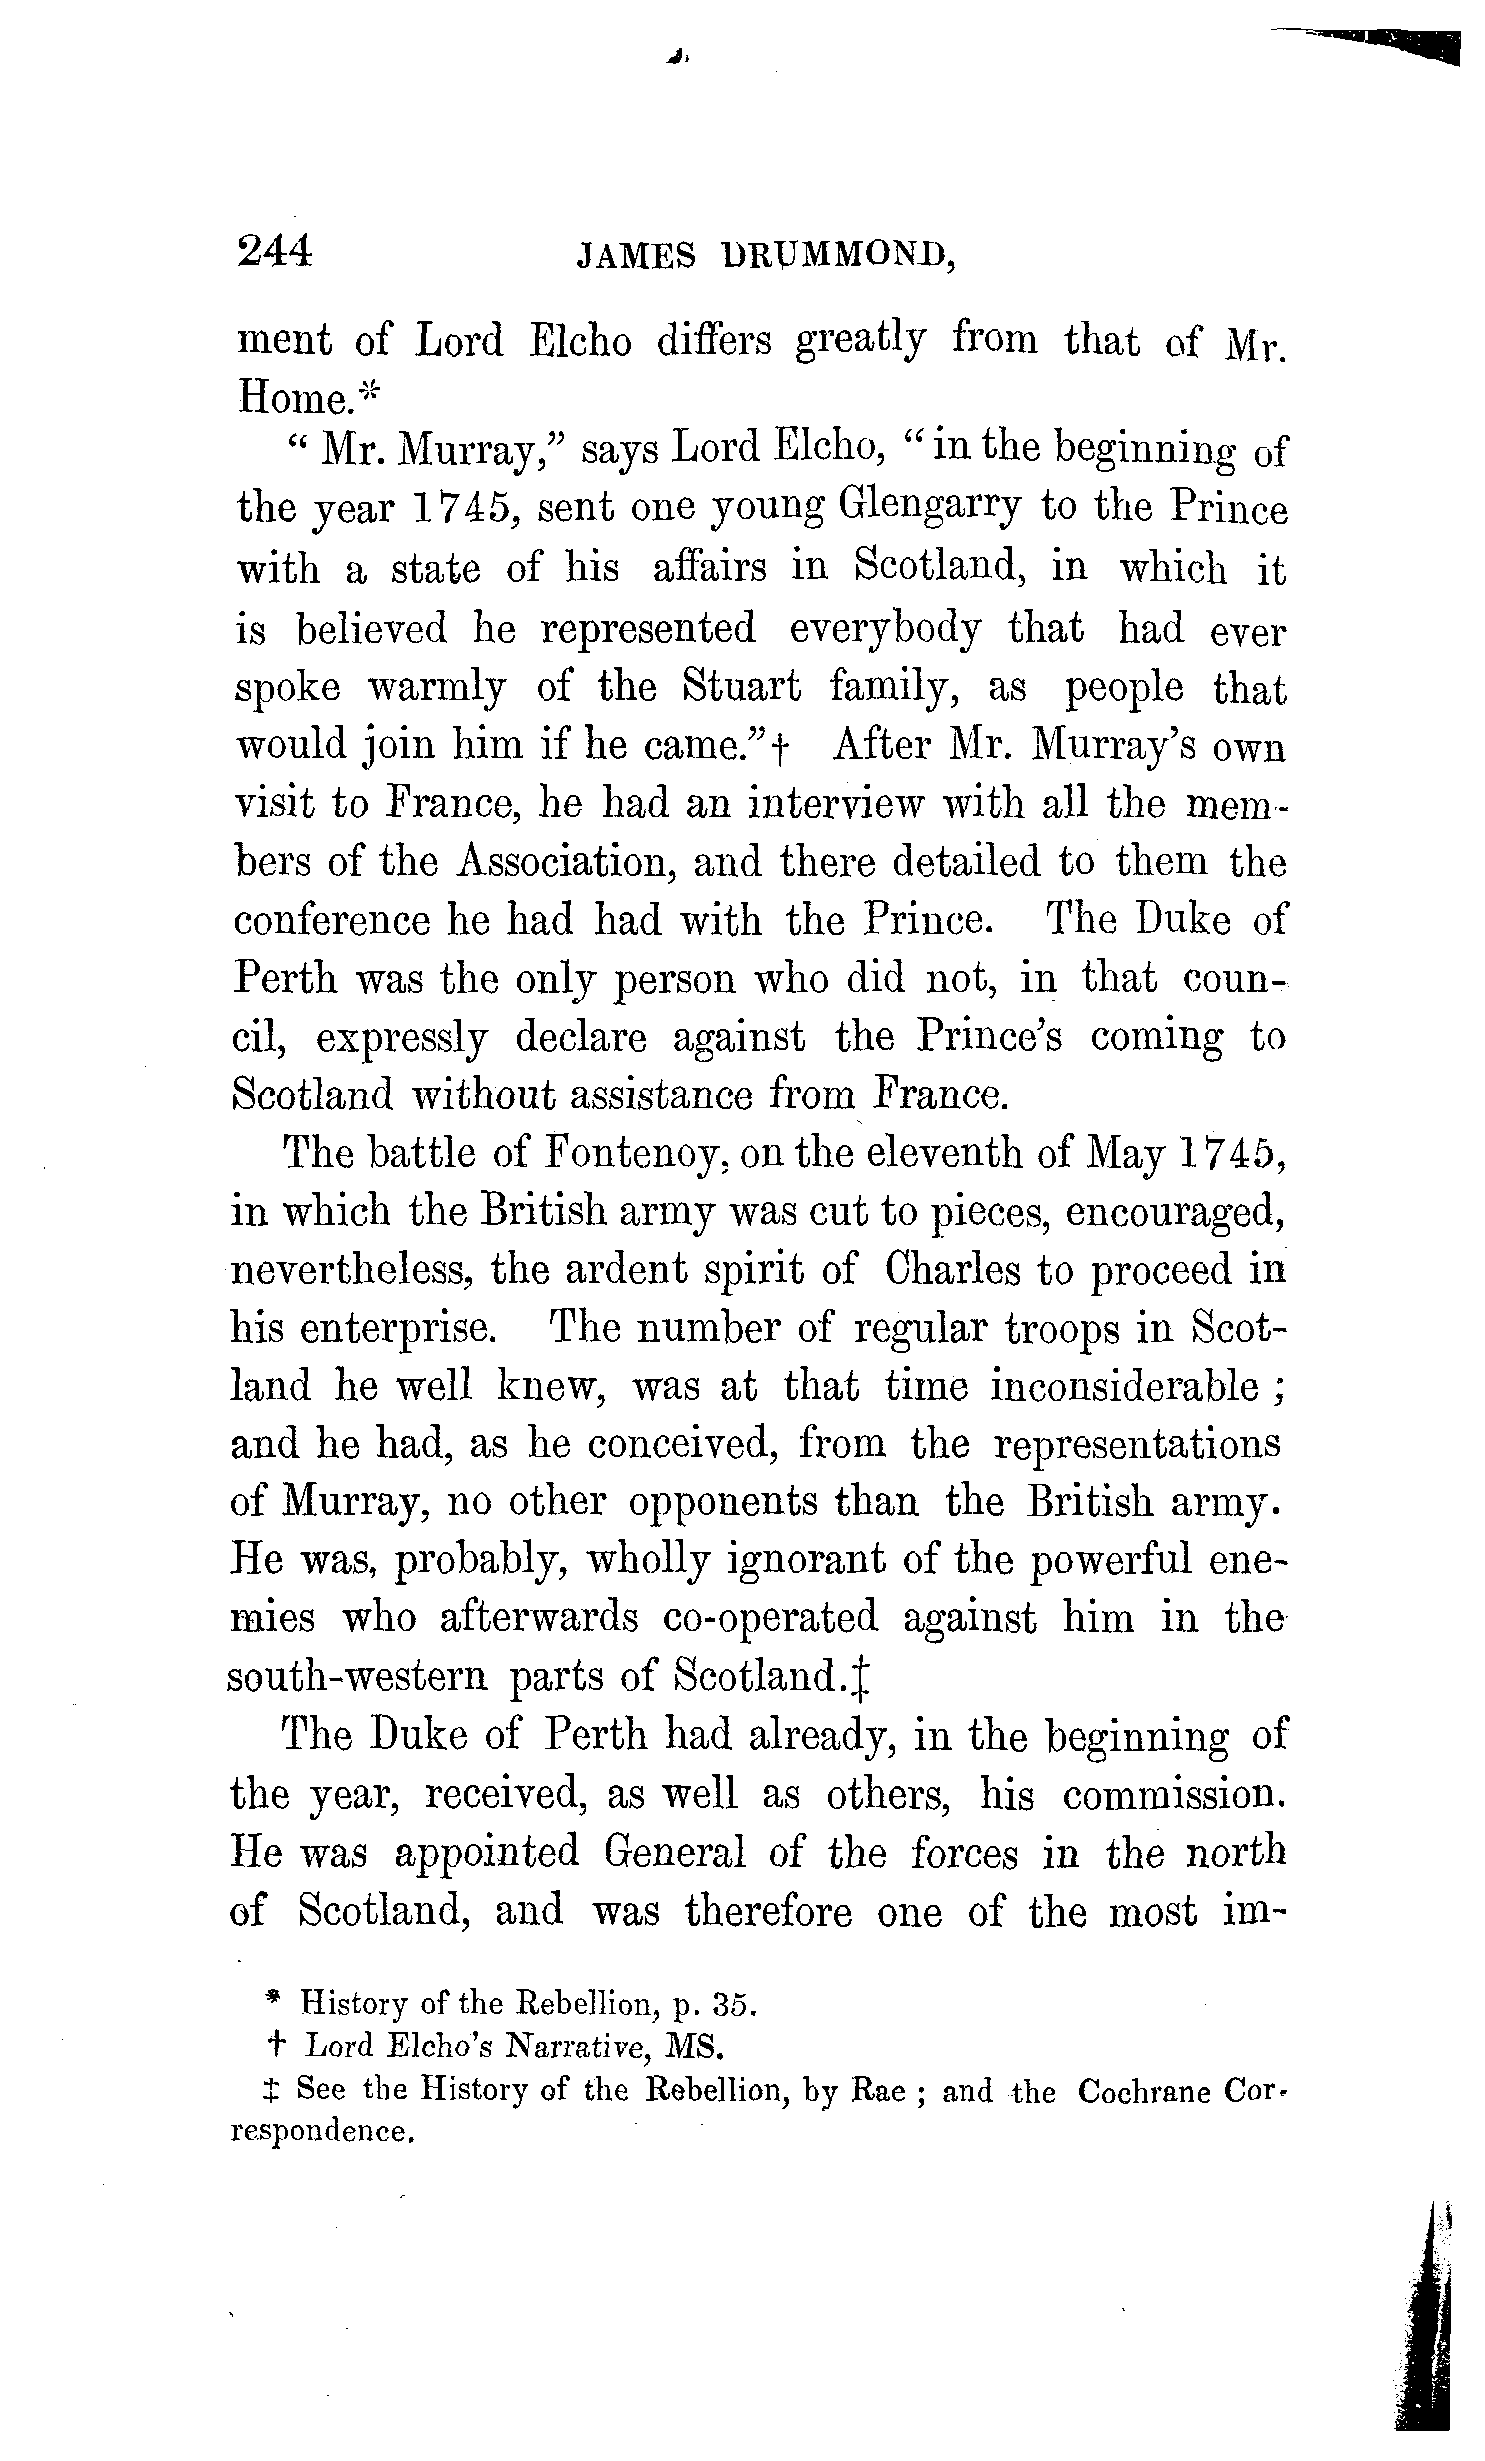 244 JAMES DRUMMOND,
ment of Lord Elcho differs greatly from that of Mr.
Home.*
“ Mr. Murray,” says Lord Elcho, “ in the beginning of
the year 1745, sent one young Glengarry to the Prince
with a state of his affairs in Scotland, in which it
is believed he represented everybody that had ever
spoke warmly of the Stuart family, as people that
would join him if he came.”† After Mr. Murray’s own
visit to France, he had an interview with all the mem-
bers of the Association, and there detailed to them the
conference he had had with the Prince. The Duke of
Perth was the only person who did not, in that coun-
cil, expressly declare against the Prince’s coming to
Scotland without assistance from France.
The battle of Fontenoy, on the eleventh of May 1745,
in which the British army was cut to pieces, encouraged,
nevertheless, the ardent spirit of Charles to proceed in
his enterprise. The number of regular troops in Scot-
land he well knew, was at that time inconsiderable ;
and he had, as he conceived, from the representations
of Murray, no other opponents than the British army.
He was, probably, wholly ignorant of the powerful ene-
mies who afterwards co-operated against him in the
south-western parts of Scotland.‡
The Duke of Perth had already, in the beginning of
the year, received, as well as others, his commission.
He was appointed General of the forces in the north
of Scotland, and was therefore one of the most im-
* History of the Rebellion, p. 35.
† Lord Elcho’s Narrative, MS.
‡ See the History of the Rebellion, by Rae ; and the Cochrane Cor-
respondence.